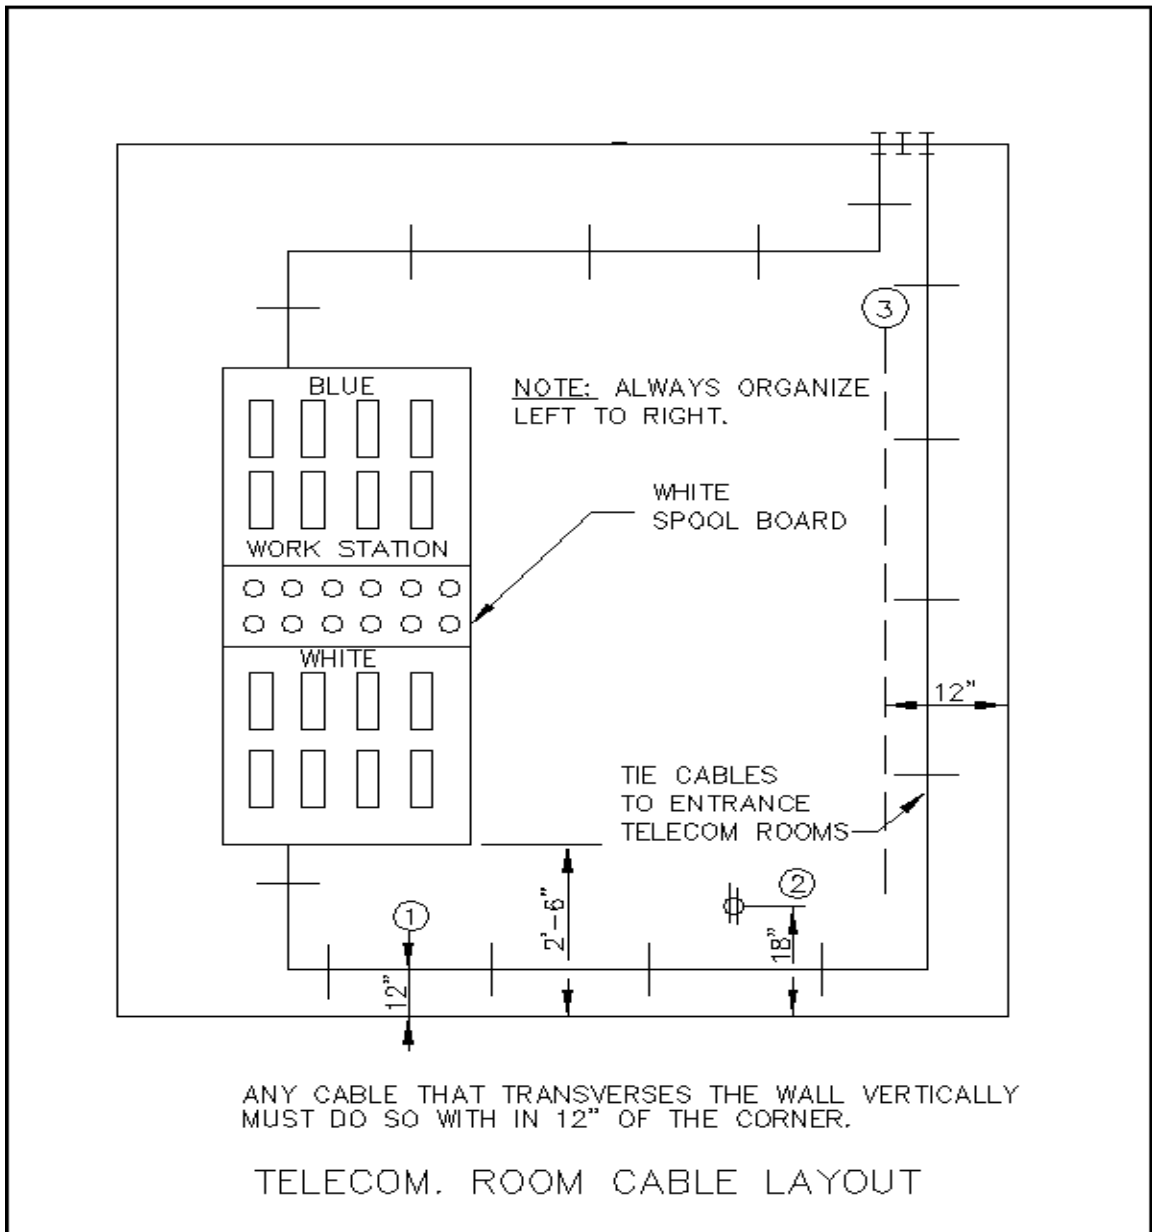 3
BLUE
NOTE: ALWAYS ORGANIZE
LEFT TO RIGHT.
WHITE
SPOOL BOARD
WORK STATION
WHITE
12"
TIE CABLES
TO ENTRANCE
TELECOM ROOMS
1
2'-6"
2
18"
12"
ANY CABLE THAT TRANSVERSES THE WALL VERTICALLY
MUST DO SO WITH IN 12" OF THE CORNER.
TELECOM. ROOM CABLE LAYOUT